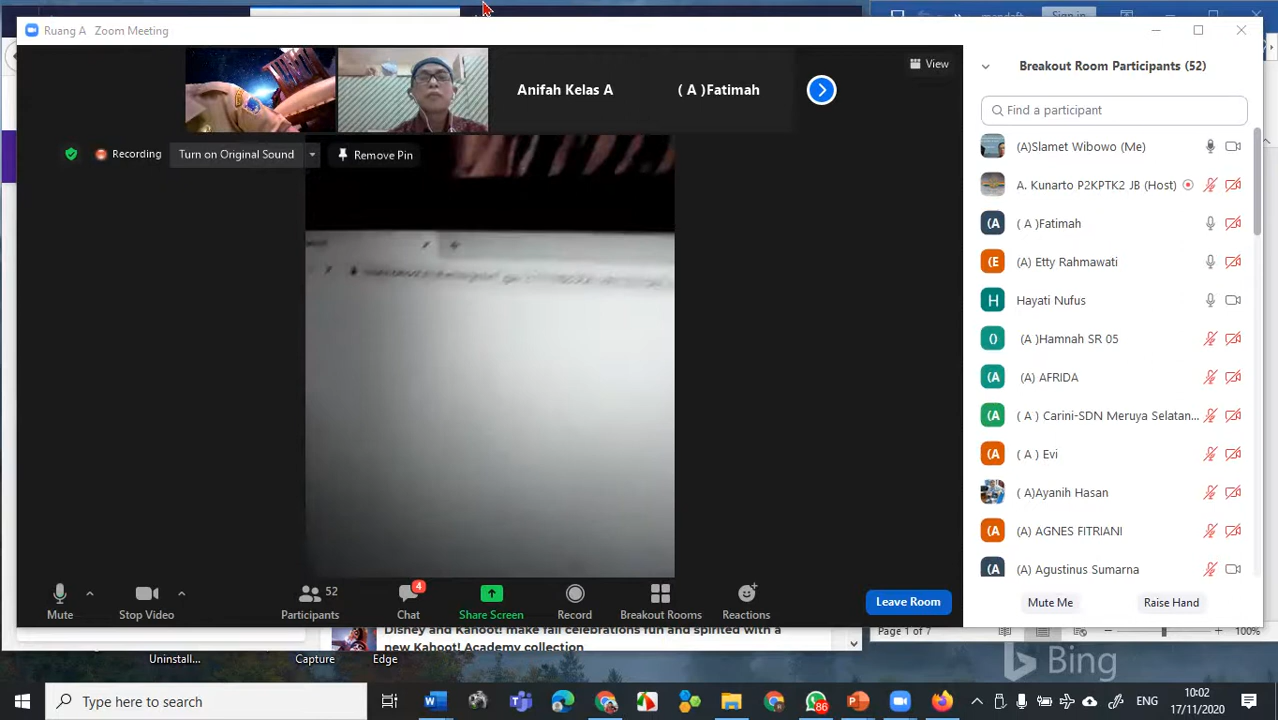 Sign in
Ruang A Zoom Meeting
View
Anifah Kelas A
( A )Fatimah
Recording
Turn on Original Sound
Remove Pin
Breakout Room Participants (52)
Find a participant
(A)Slamet Wibowo (Me)
A. Kunarto P2KPTK2 JB (Host)
(A ( A )Fatimah
(E (A) Etty Rahmawati
H Hayati Nufus
() (A )Hamnah SR 05
(A (A) AFRIDA
(A ( A ) Carini-SDN Meruya Selatan...
(A ( A ) Evi
( A)Ayanih Hasan
(A (A) AGNES FITRIANI
(A (A) Agustinus Sumarna
Mute
Stop Video
52
Participants
4
Chat
Share Screen
Record
Breakout Rooms
Reactions
Leave Room
Mute Me
Raise Hand
Disney and Kahoot! make fall celebrations fun and spirited with a
new Kahoot! Academy collection
Page 1 of 7
100%
Uninstall...
Capture
Edge
Bing
Type here to search
86
ENG
10:02
17/11/2020